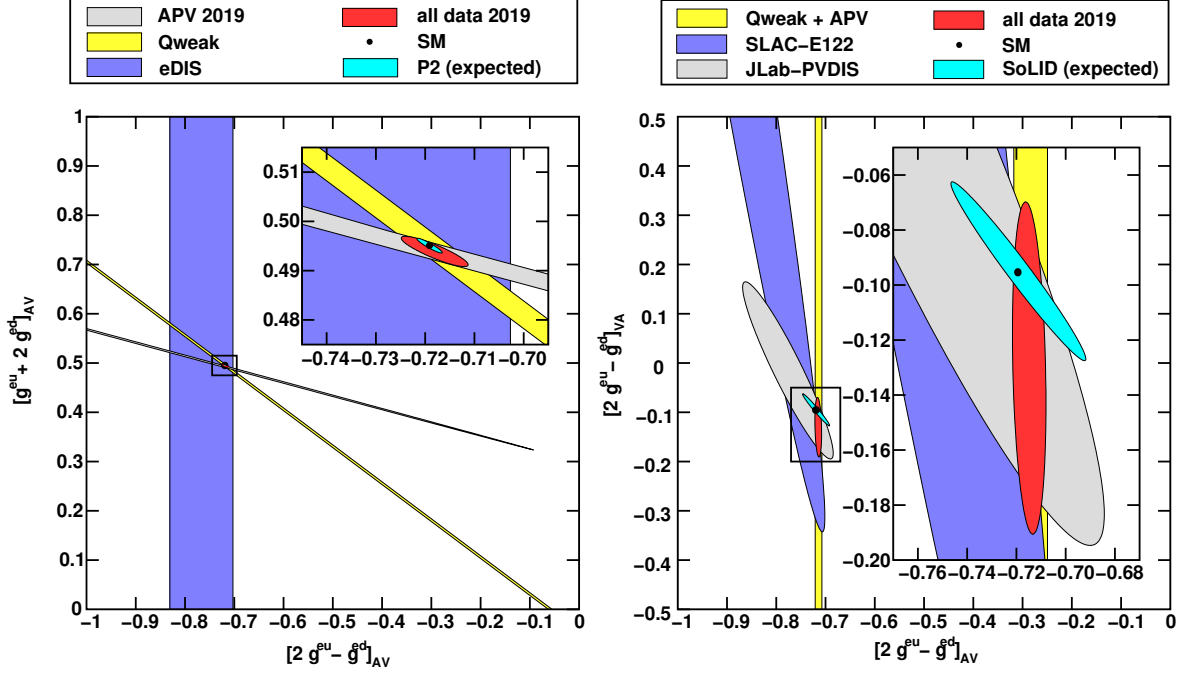 APV 2019
all data 2019
Qweak
SM
eDIS
P2 (expected)
1
0.9
0.8
0.7
0.6
0.5
0.4
0.3
0.2
0.1
0
[g^eu + 2 g^ed]_AV
0.51
0.50
0.49
0.48
−0.74 −0.73 −0.72 −0.71 −0.70
−1 −0.9 −0.8 −0.7 −0.6 −0.5 −0.4 −0.3 −0.2 −0.1 0
[2 g^eu − g^ed]_AV
Qweak + APV
all data 2019
SLAC−E122
SM
JLab−PVDIS
SoLID (expected)
0.5
0.4
0.3
0.2
0.1
0
−0.1
−0.2
−0.3
−0.4
−0.5
[2 g^eu − g^ed]_VA
−0.06
−0.08
−0.10
−0.12
−0.14
−0.16
−0.18
−0.20
−0.76 −0.74 −0.72 −0.70 −0.68
−1 −0.9 −0.8 −0.7 −0.6 −0.5 −0.4 −0.3 −0.2 −0.1 0
[2 g^eu − g^ed]_AV